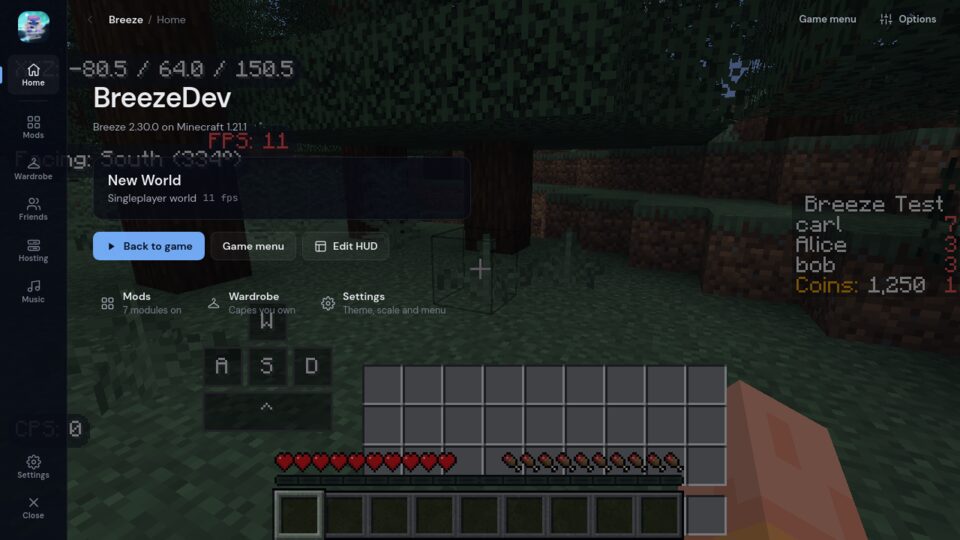 Breeze / Home
Game menu
Options
Home
-80.5 / 64.0 / 150.5
BreezeDev
Breeze 2.30.0 on Minecraft 1.21.1
FPS: 11
Mods
Facing: South (334°)
Wardrobe
New World
Singleplayer world 11 fps
Friends
Breeze Test
carl 7
Alice 3
bob 3
Coins: 1,250 1
Back to game
Game menu
Edit HUD
Hosting
Music
Mods
7 modules on
Wardrobe
Capes you own
Settings
Theme, scale and menu
W
A S D
^
CPS: 0
Settings
Close